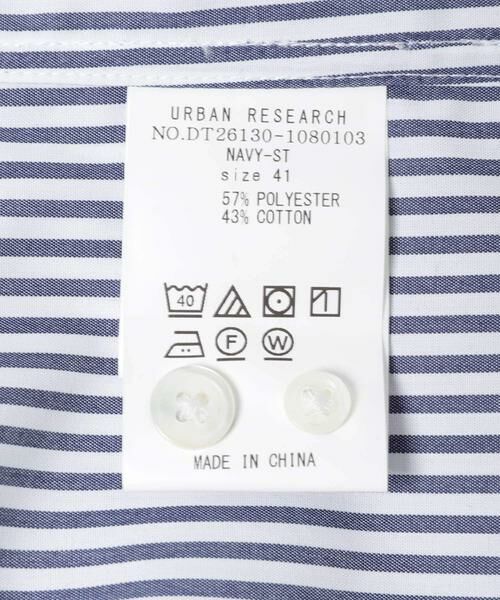 URBAN RESEARCH
NO.DT26130-1080103
NAVY-ST
size 41
57% POLYESTER
43% COTTON
40
F W
MADE IN CHINA